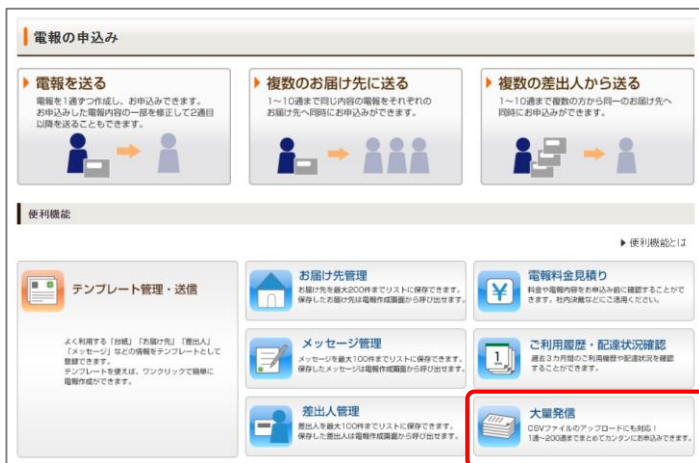 電報の申込み
電報を送る
電報を1通ずつ作成し、お申込みできます。
お申込みした電報内容の一部を修正して2通目
以降を送ることもできます。
複数のお届け先に送る
1～10通まで同じ内容の電報をそれぞれの
お届け先へ同時にお申込みができます。
複数の差出人から送る
1～10通まで複数の方から同一のお届け先へ
同時にお申込みができます。
便利機能
▶ 便利機能とは
テンプレート管理・送信
よく利用する「台紙」「お届け先」「差出人」
「メッセージ」などの情報をテンプレートとして
登録できます。
テンプレートを使えば、ワンクリックで簡単に
電報作成ができます。
お届け先管理
お届け先を最大200件までリストに保存できます。
保存したお届け先は電報作成画面から呼び出せます。
電報料金見積り
料金や電報内容をお申込み前に確認することがで
きます。社内決裁などにご活用ください。
メッセージ管理
メッセージを最大100件までリストに保存できます。
保存したメッセージは電報作成画面から呼び出せます。
ご利用履歴・配達状況確認
過去3カ月間のご利用履歴や配達状況を確認
することができます。
差出人管理
差出人を最大100件までリストに保存できます。
保存した差出人は電報作成画面から呼び出せます。
大量発信
CSVファイルのアップロードにも対応！
1通～200通までまとめてカンタンにお申込みできます。